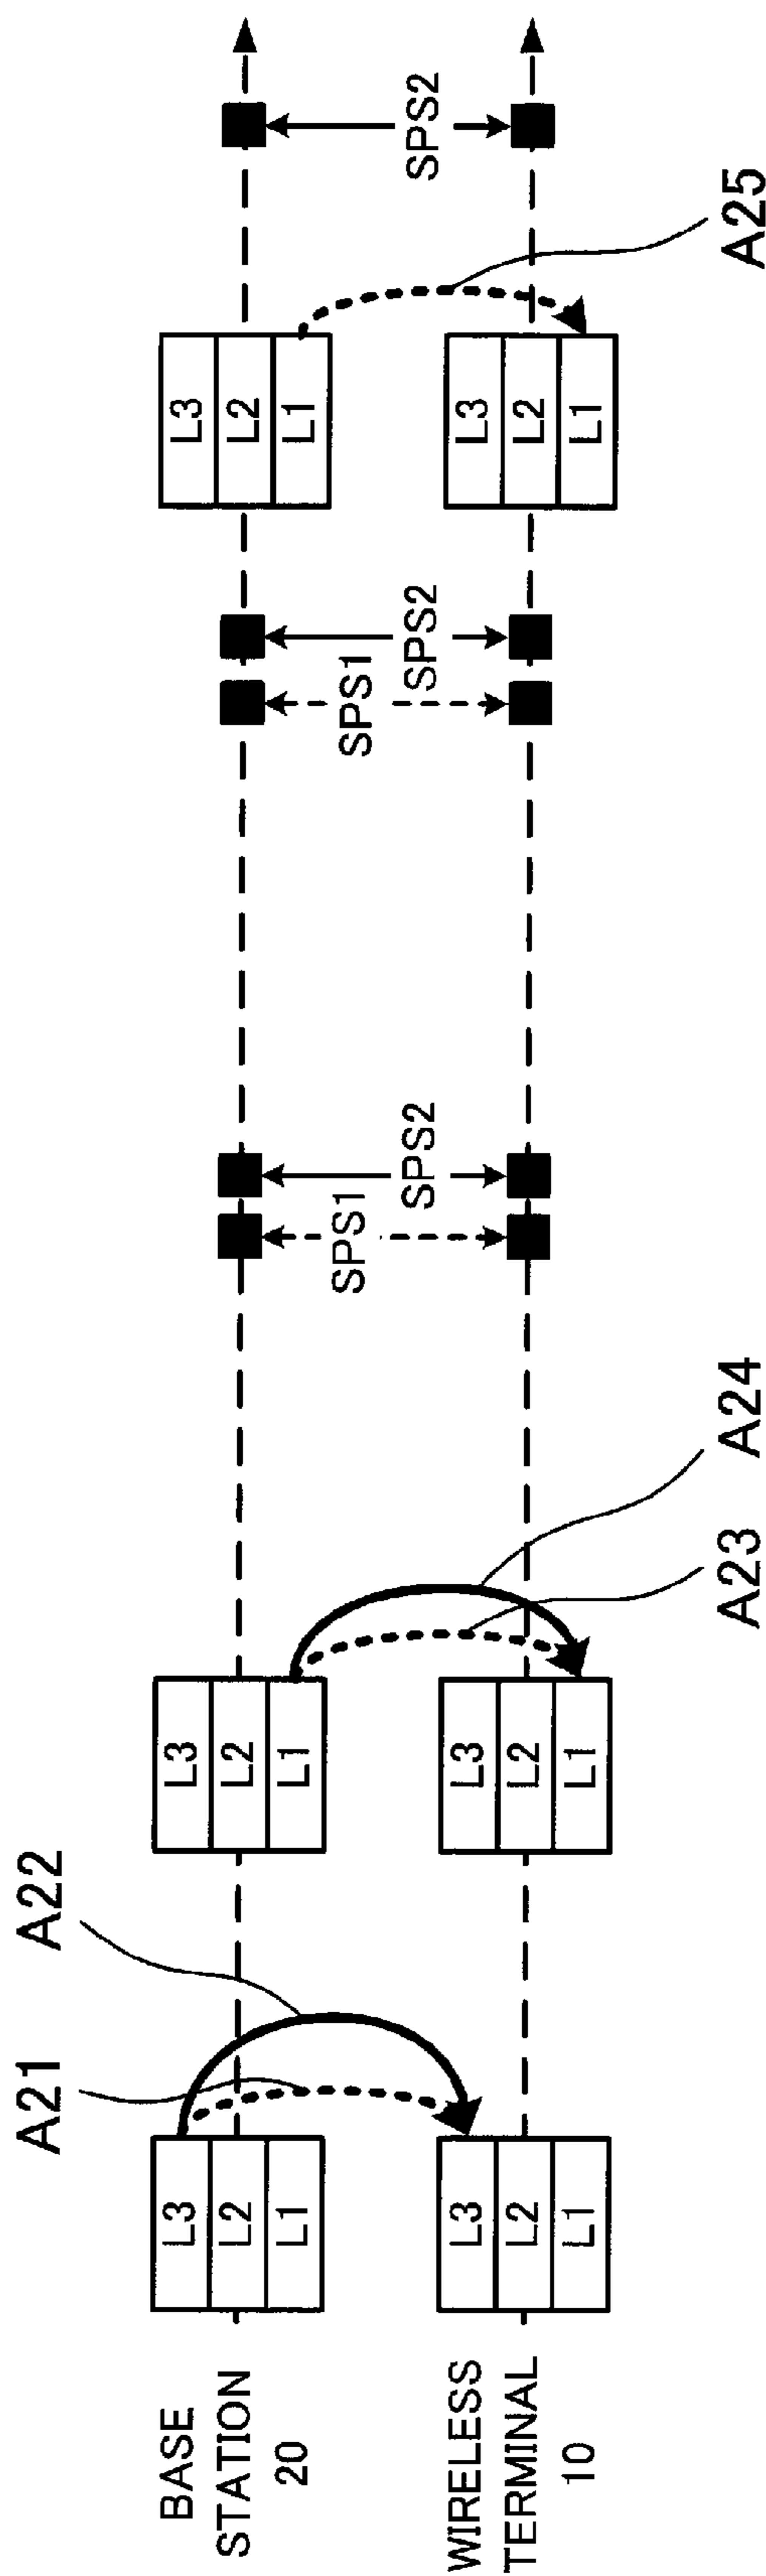 BASE
STATION
20
WIRELESS
TERMINAL
10
A21
A22
L3
L2
L1
L3
L2
L1
L3
L2
L1
L3
L2
L1
A23
A24
SPS1
SPS2
SPS1
SPS2
L3
L2
L1
L3
L2
L1
A25
SPS2